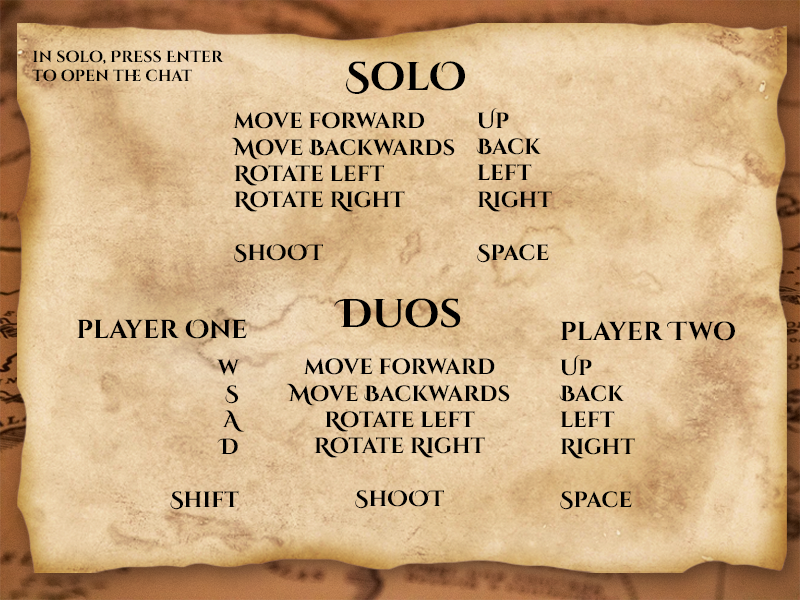 In solo, press Enter
to open the chat
Solo
Move Forward Up
Move Backwards Back
Rotate Left Left
Rotate Right Right
Shoot Space
Duos
Player One Player Two
W Move Forward Up
S Move Backwards Back
A Rotate Left Left
D Rotate Right Right
Shift Shoot Space